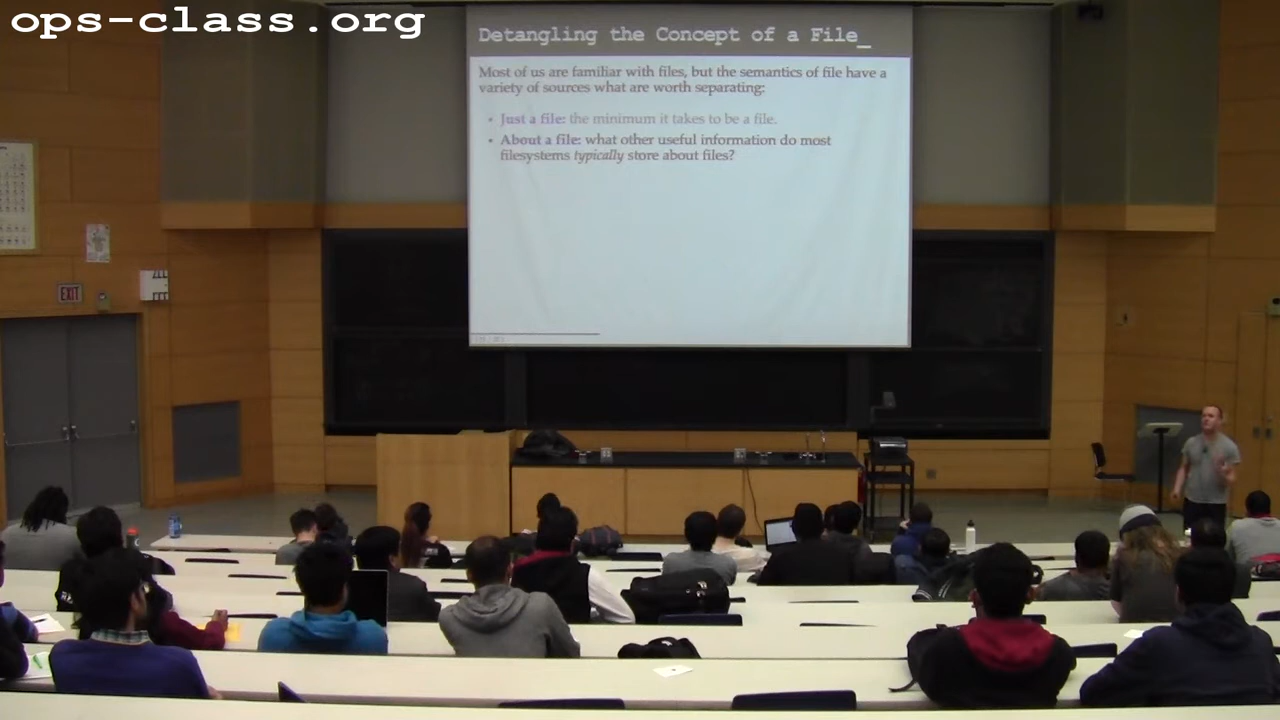 ops-class.org
Detangling the Concept of a File_
Most of us are familiar with files, but the semantics of file have a
variety of sources what are worth separating:
• Just a file: the minimum it takes to be a file.
• About a file: what other useful information do most
filesystems typically store about files?
EXIT